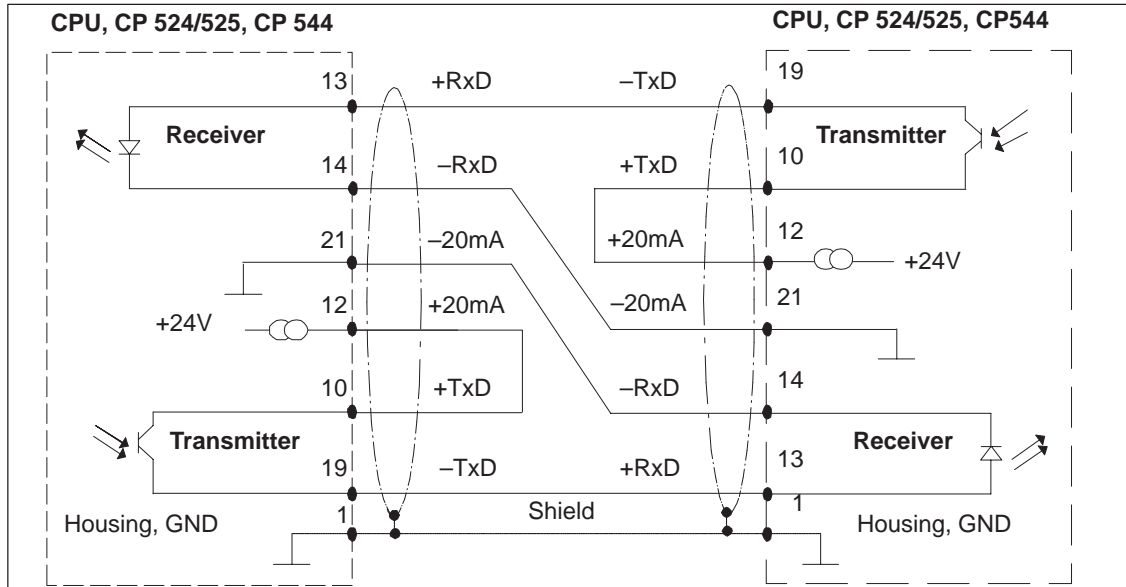 CPU, CP 524/525, CP 544
CPU, CP 524/525, CP544
13
+RxD
–TxD
19
Receiver
Transmitter
14
–RxD
+TxD
10
21
–20mA
+20mA
12
+24V
12
+20mA
–20mA
21
+24V
10
+TxD
–RxD
14
Transmitter
Receiver
19
–TxD
+RxD
13
1
Shield
1
Housing, GND
Housing, GND